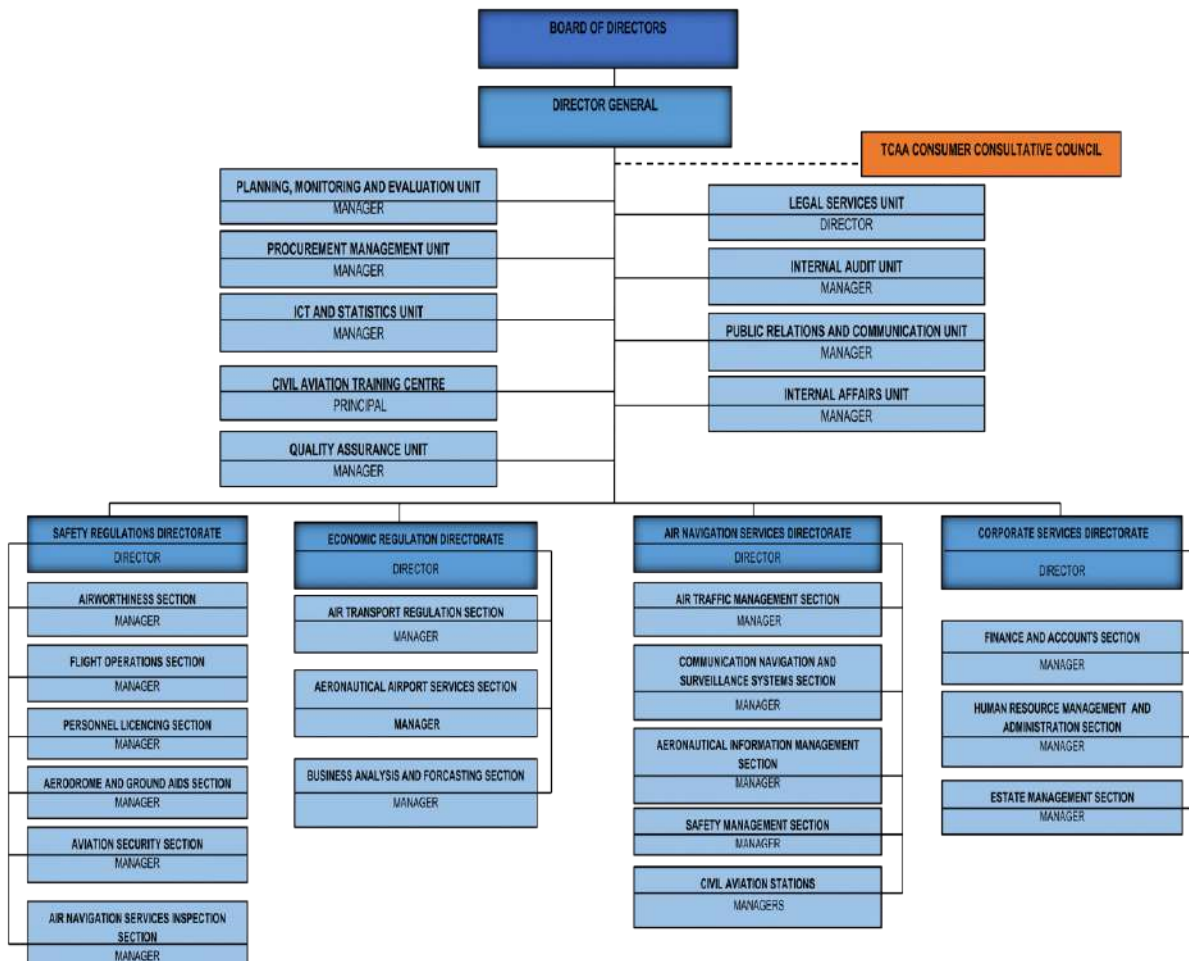 BOARD OF DIRECTORS
DIRECTOR GENERAL
TCAA CONSUMER CONSULTATIVE COUNCIL
PLANNING, MONITORING AND EVALUATION UNIT
MANAGER
PROCUREMENT MANAGEMENT UNIT
MANAGER
ICT AND STATISTICS UNIT
MANAGER
CIVIL AVIATION TRAINING CENTRE
PRINCIPAL
QUALITY ASSURANCE UNIT
MANAGER
LEGAL SERVICES UNIT
DIRECTOR
INTERNAL AUDIT UNIT
MANAGER
PUBLIC RELATIONS AND COMMUNICATION UNIT
MANAGER
INTERNAL AFFAIRS UNIT
MANAGER
SAFETY REGULATIONS DIRECTORATE
DIRECTOR
AIRWORTHINESS SECTION
MANAGER
FLIGHT OPERATIONS SECTION
MANAGER
PERSONNEL LICENCING SECTION
MANAGER
AERODROME AND GROUND AIDS SECTION
MANAGER
AVIATION SECURITY SECTION
MANAGER
AIR NAVIGATION SERVICES INSPECTION
SECTION
MANAGER
ECONOMIC REGULATION DIRECTORATE
DIRECTOR
AIR TRANSPORT REGULATION SECTION
MANAGER
AERONAUTICAL AIRPORT SERVICES SECTION
MANAGER
BUSINESS ANALYSIS AND FORCASTING SECTION
MANAGER
AIR NAVIGATION SERVICES DIRECTORATE
DIRECTOR
AIR TRAFFIC MANAGEMENT SECTION
MANAGER
COMMUNICATION NAVIGATION AND
SURVEILLANCE SYSTEMS SECTION
MANAGER
AERONAUTICAL INFORMATION MANAGEMENT
SECTION
MANAGER
SAFETY MANAGEMENT SECTION
MANAGER
CIVIL AVIATION STATIONS
MANAGERS
CORPORATE SERVICES DIRECTORATE
DIRECTOR
FINANCE AND ACCOUNTS SECTION
MANAGER
HUMAN RESOURCE MANAGEMENT AND
ADMINISTRATION SECTION
MANAGER
ESTATE MANAGEMENT SECTION
MANAGER